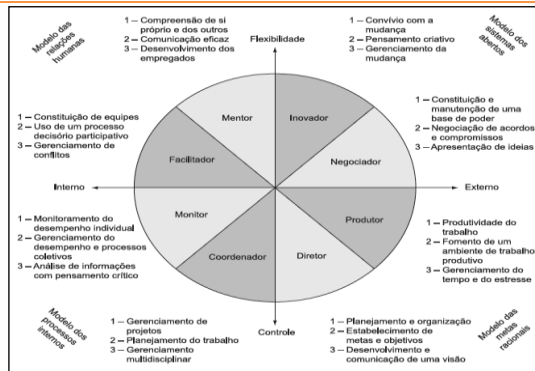 Modelo das
relações
humanas
1 – Compreensão de si
próprio e dos outros
2 – Comunicação eficaz
3 – Desenvolvimento dos
empregados
Flexibilidade
1 – Convívio com a
mudança
2 – Pensamento criativo
3 – Gerenciamento da
mudança
Modelo dos
sistemas
abertos
1 – Constituição de equipes
2 – Uso de um processo
decisório participativo
3 – Gerenciamento de
conflitos
Mentor
Inovador
1 – Constituição e
manutenção de uma
base de poder
2 – Negociação de acordos
e compromissos
3 – Apresentação de ideias
Facilitador
Negociador
Interno
Externo
Monitor
Produtor
1 – Monitoramento do
desempenho individual
2 – Gerenciamento do
desempenho e processos
coletivos
3 – Análise de informações
com pensamento crítico
Coordenador
Diretor
1 – Produtividade do
trabalho
2 – Fomento de um
ambiente de trabalho
produtivo
3 – Gerenciamento do
tempo e do estresse
Modelo dos
processos
internos
1 – Gerenciamento de
projetos
2 – Planejamento do trabalho
3 – Gerenciamento
multidisciplinar
Controle
1 – Planejamento e organização
2 – Estabelecimento de
metas e objetivos
3 – Desenvolvimento e
comunicação de uma visão
Modelo das
metas
racionais